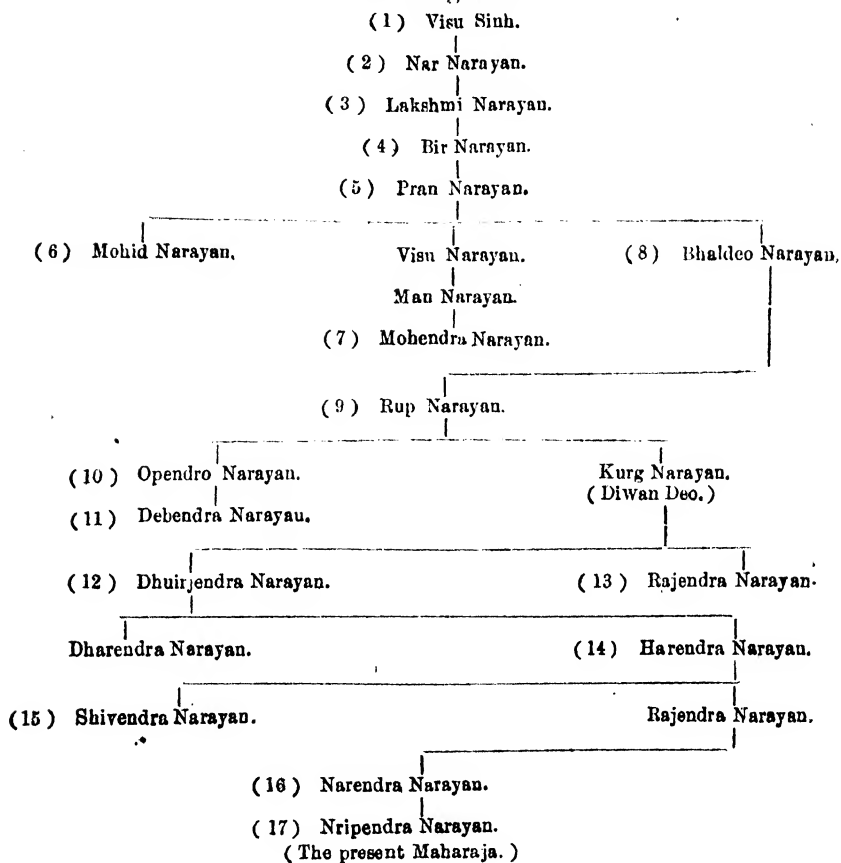 (1) Visu Sinh.
(2) Nar Narayan.
(3) Lakshmi Narayan.
(4) Bir Narayan.
(5) Pran Narayan.
(6) Mohid Narayan. Visu Narayan. (8) Bhaldeo Narayan.
Man Narayan.
(7) Mohendra Narayan.
(9) Rup Narayan.
(10) Opendro Narayan. Kurg Narayan.
(Diwan Deo.)
(11) Debendra Narayau.
(12) Dhuirjendra Narayan. (13) Rajendra Narayan.
Dharendra Narayan. (14) Harendra Narayan.
(15) Shivendra Narayan. Rajendra Narayan.
(16) Narendra Narayan.
(17) Nripendra Narayan.
(The present Maharaja.)